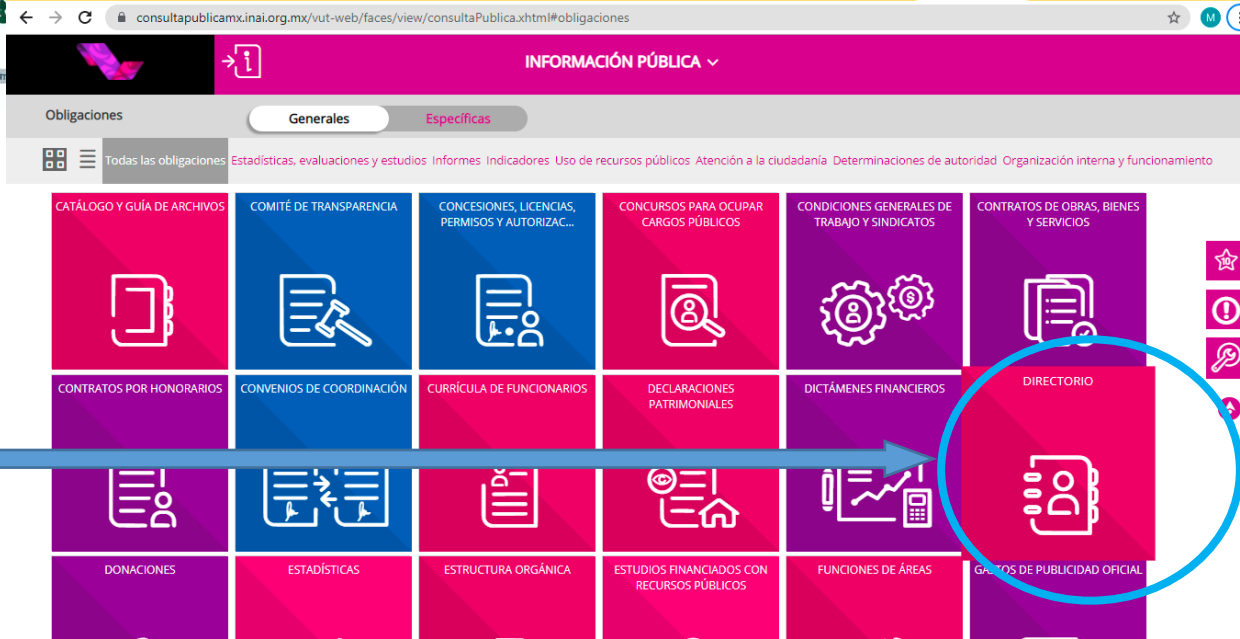 consultapublicamx.inai.org.mx/vut-web/faces/view/consultaPublica.xhtml#obligaciones
M
INFORMACIÓN PÚBLICA
Obligaciones
Generales
Específicas
Todas las obligaciones Estadísticas, evaluaciones y estudios Informes Indicadores Uso de recursos públicos Atención a la ciudadanía Determinaciones de autoridad Organización interna y funcionamiento
CATÁLOGO Y GUÍA DE ARCHIVOS
COMITÉ DE TRANSPARENCIA
CONCESIONES, LICENCIAS,
PERMISOS Y AUTORIZAC...
CONCURSOS PARA OCUPAR
CARGOS PÚBLICOS
CONDICIONES GENERALES DE
TRABAJO Y SINDICATOS
CONTRATOS DE OBRAS, BIENES
Y SERVICIOS
10
CONTRATOS POR HONORARIOS
CONVENIOS DE COORDINACIÓN
CURRÍCULA DE FUNCIONARIOS
DECLARACIONES
PATRIMONIALES
DICTÁMENES FINANCIEROS
DIRECTORIO
DONACIONES
ESTADÍSTICAS
ESTRUCTURA ORGÁNICA
ESTUDIOS FINANCIADOS CON
RECURSOS PÚBLICOS
FUNCIONES DE ÁREAS
GASTOS DE PUBLICIDAD OFICIAL